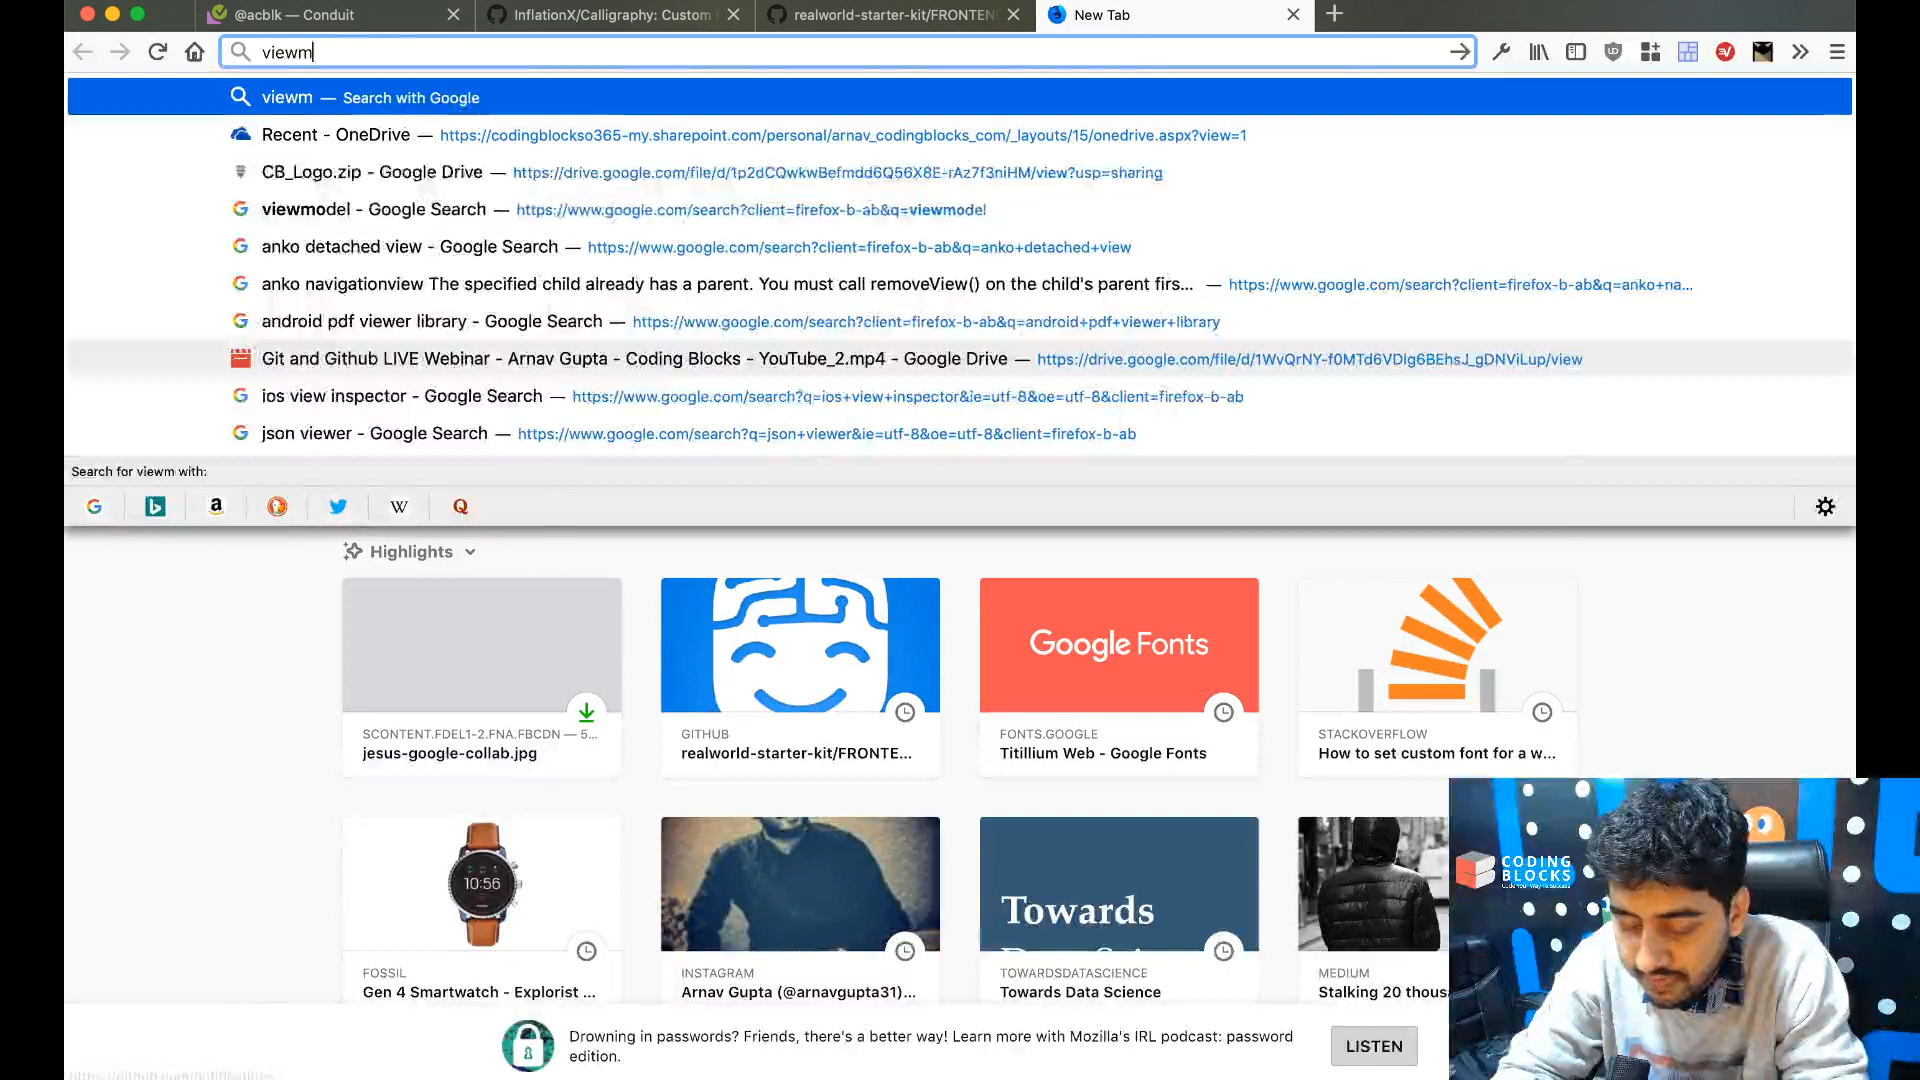 @acblk — Conduit
InflationX/Calligraphy: Custom
realworld-starter-kit/FRONTEN
New Tab
viewm
viewm — Search with Google
Recent - OneDrive — https://codingblockso365-my.sharepoint.com/personal/arnav_codingblocks_com/_layouts/15/onedrive.aspx?view=1
CB_Logo.zip - Google Drive — https://drive.google.com/file/d/1p2dCQwkwBefmdd6Q56X8E-rAz7f3niHM/view?usp=sharing
viewmodel - Google Search — https://www.google.com/search?client=firefox-b-ab&q=viewmodel
anko detached view - Google Search — https://www.google.com/search?client=firefox-b-ab&q=anko+detached+view
anko navigationview The specified child already has a parent. You must call removeView() on the child's parent firs... — https://www.google.com/search?client=firefox-b-ab&q=anko+na...
android pdf viewer library - Google Search — https://www.google.com/search?client=firefox-b-ab&q=android+pdf+viewer+library
Git and Github LIVE Webinar - Arnav Gupta - Coding Blocks - YouTube_2.mp4 - Google Drive — https://drive.google.com/file/d/1WvQrNY-f0MTd6VDlg6BEhsJ_gDNViLup/view
ios view inspector - Google Search — https://www.google.com/search?q=ios+view+inspector&ie=utf-8&oe=utf-8&client=firefox-b-ab
json viewer - Google Search — https://www.google.com/search?q=json+viewer&ie=utf-8&oe=utf-8&client=firefox-b-ab
Search for viewm with:
Highlights
Google Fonts
SCONTENT.FDEL1-2.FNA.FBCDN — 5...
jesus-google-collab.jpg
GITHUB
realworld-starter-kit/FRONTE...
FONTS.GOOGLE
Titillium Web - Google Fonts
STACKOVERFLOW
How to set custom font for a w...
10:56
Towards
CODING
BLOCKS
Code Your Way To Success
FOSSIL
Gen 4 Smartwatch - Explorist ...
INSTAGRAM
Arnav Gupta (@arnavgupta31)...
TOWARDSDATASCIENCE
Towards Data Science
MEDIUM
Stalking 20 thous
Drowning in passwords? Friends, there's a better way! Learn more with Mozilla's IRL podcast: password
edition.
LISTEN